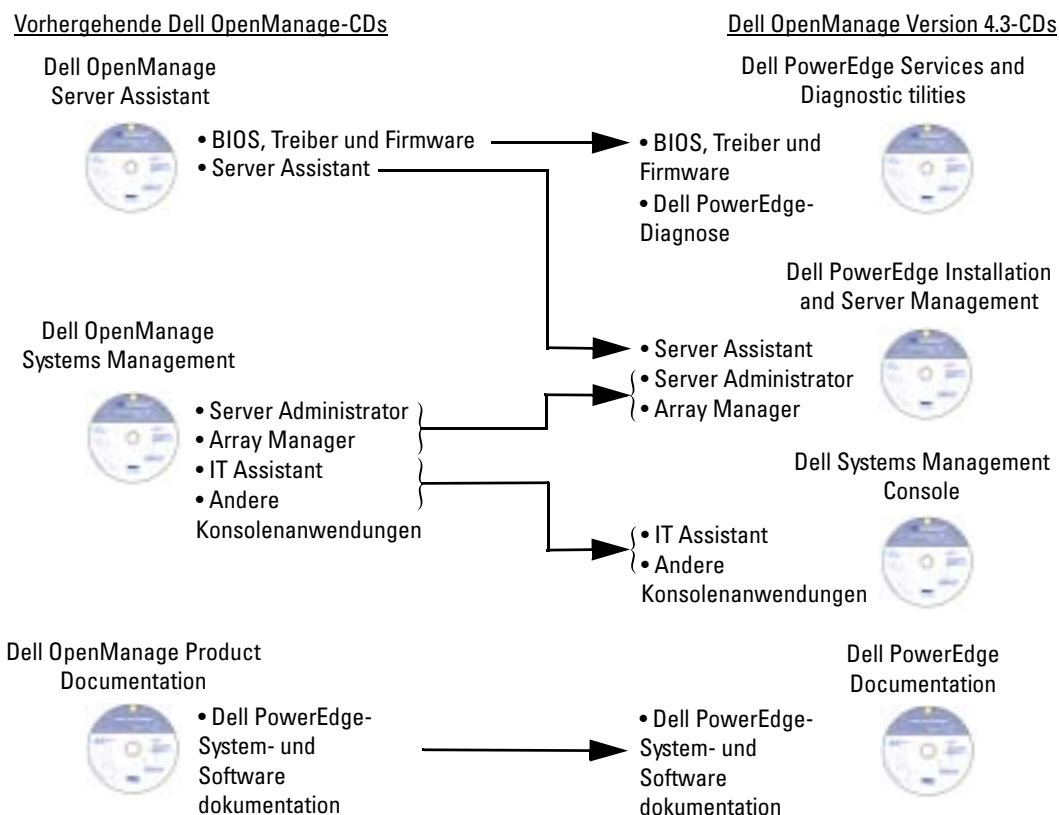 Vorhergehende Dell OpenManage-CDs
Dell OpenManage Version 4.3-CDs
Dell OpenManage
Server Assistant
• BIOS, Treiber und Firmware
• Server Assistant
Dell PowerEdge Services and
Diagnostic tilities
• BIOS, Treiber und
Firmware
• Dell PowerEdge-
Diagnose
Dell PowerEdge Installation
and Server Management
• Server Assistant
• Server Administrator
• Array Manager
Dell OpenManage
Systems Management
• Server Administrator
• Array Manager
• IT Assistant
• Andere
Konsolenanwendungen
Dell Systems Management
Console
• IT Assistant
• Andere
Konsolenanwendungen
Dell OpenManage Product
Documentation
• Dell PowerEdge-
System- und
Software
dokumentation
Dell PowerEdge
Documentation
• Dell PowerEdge-
System- und
Software
dokumentation